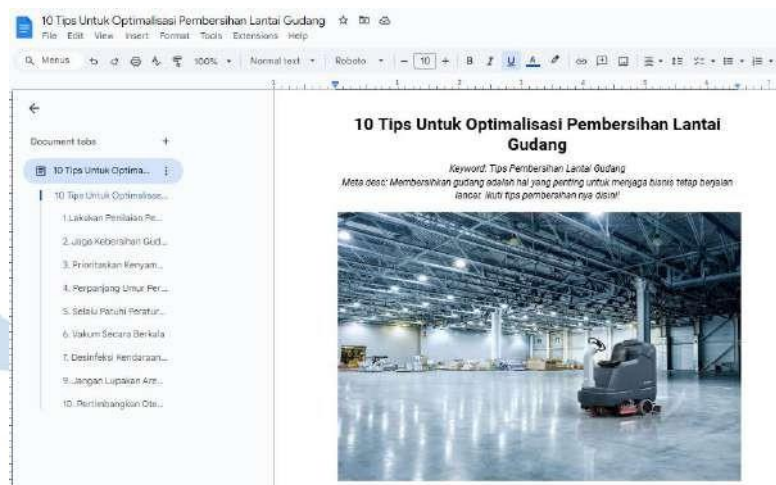 10 Tips Untuk Optimalisasi Pembersihan Lantai Gudang
File Edit View Insert Format Tools Extensions Help
Menus 100% Normal text Roboto 10 B I U A
Document tabs
10 Tips Untuk Optima...
10 Tips Untuk Optimalisas...
1. Lakukan Penilaian Pe...
2. Jaga Kebersihan Gud...
3. Prioritaskan Kenyam...
4. Perpanjang Umur Per...
5. Selalu Patuhi Peratur...
6. Vakum Secara Berkala
7. Desinfeksi Kendaraan...
9. Jangan Lupakan Are...
10. Pertimbangkan Oto...
10 Tips Untuk Optimalisasi Pembersihan Lantai
Gudang
Keyword: Tips Pembersihan Lantai Gudang
Meta desc: Membersihkan gudang adalah hal yang penting untuk menjaga bisnis tetap berjalan
lancar. Ikuti tips pembersihan nya disini!